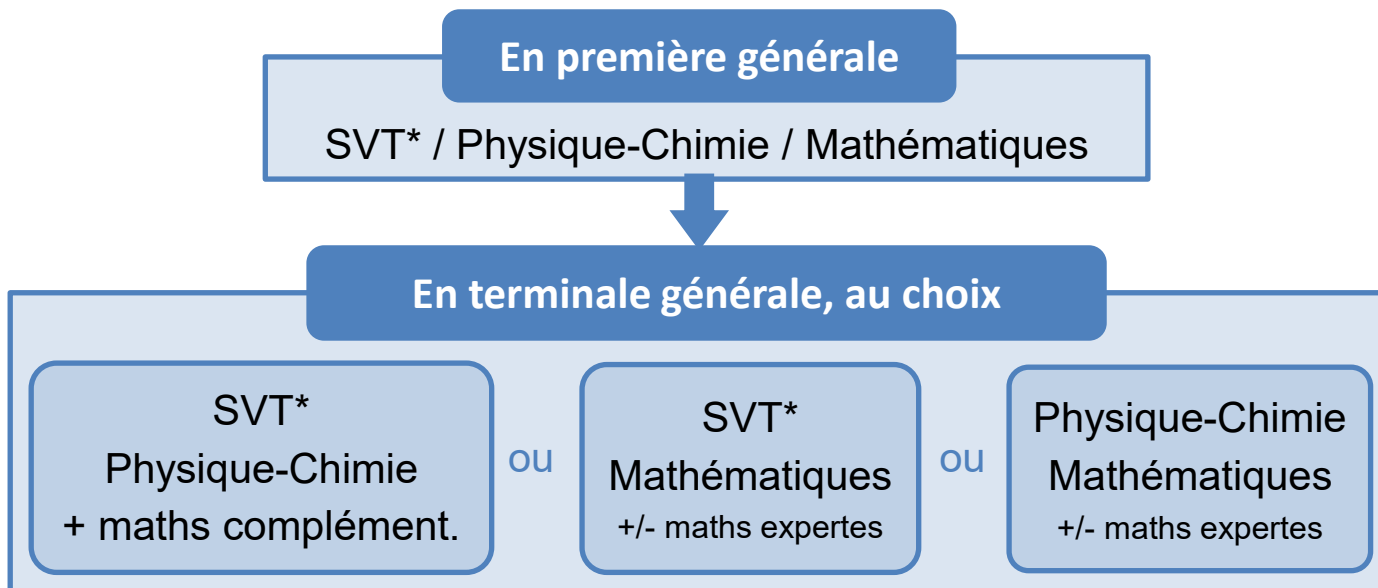 En première générale
SVT* / Physique-Chimie / Mathématiques
En terminale générale, au choix
SVT*
Physique-Chimie
+ maths complément.
ou
SVT*
Mathématiques
+/- maths expertes
ou
Physique-Chimie
Mathématiques
+/- maths expertes